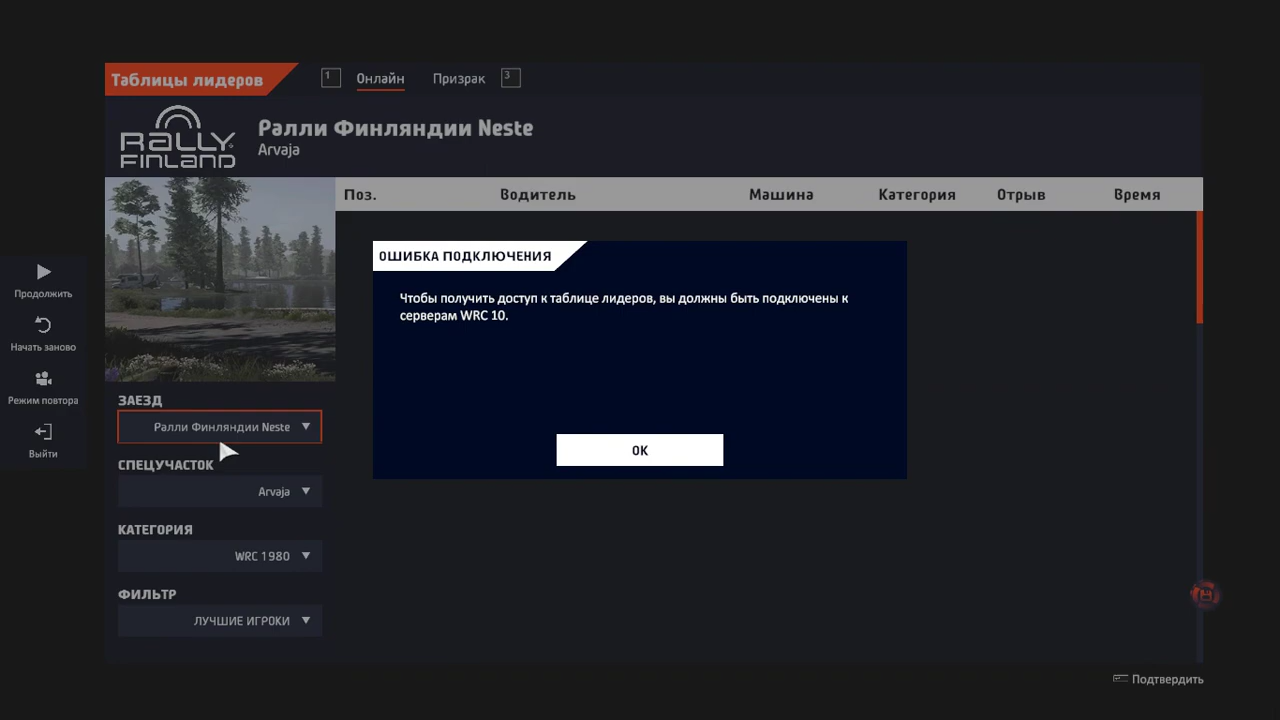 Таблицы лидеров
1 Онлайн Призрак 3
RALLY FINLAND
Ралли Финляндии Neste
Arvaja
Поз. Водитель Машина Категория Отрыв Время
ОШИБКА ПОДКЛЮЧЕНИЯ
Чтобы получить доступ к таблице лидеров, вы должны быть подключены к
серверам WRC 10.
OK
Продолжить
Начать заново
Режим повтора
Выйти
ЗАЕЗД
Ралли Финляндии Neste
СПЕЦУЧАСТОК
Arvaja
КАТЕГОРИЯ
WRC 1980
ФИЛЬТР
ЛУЧШИЕ ИГРОКИ
Подтвердить